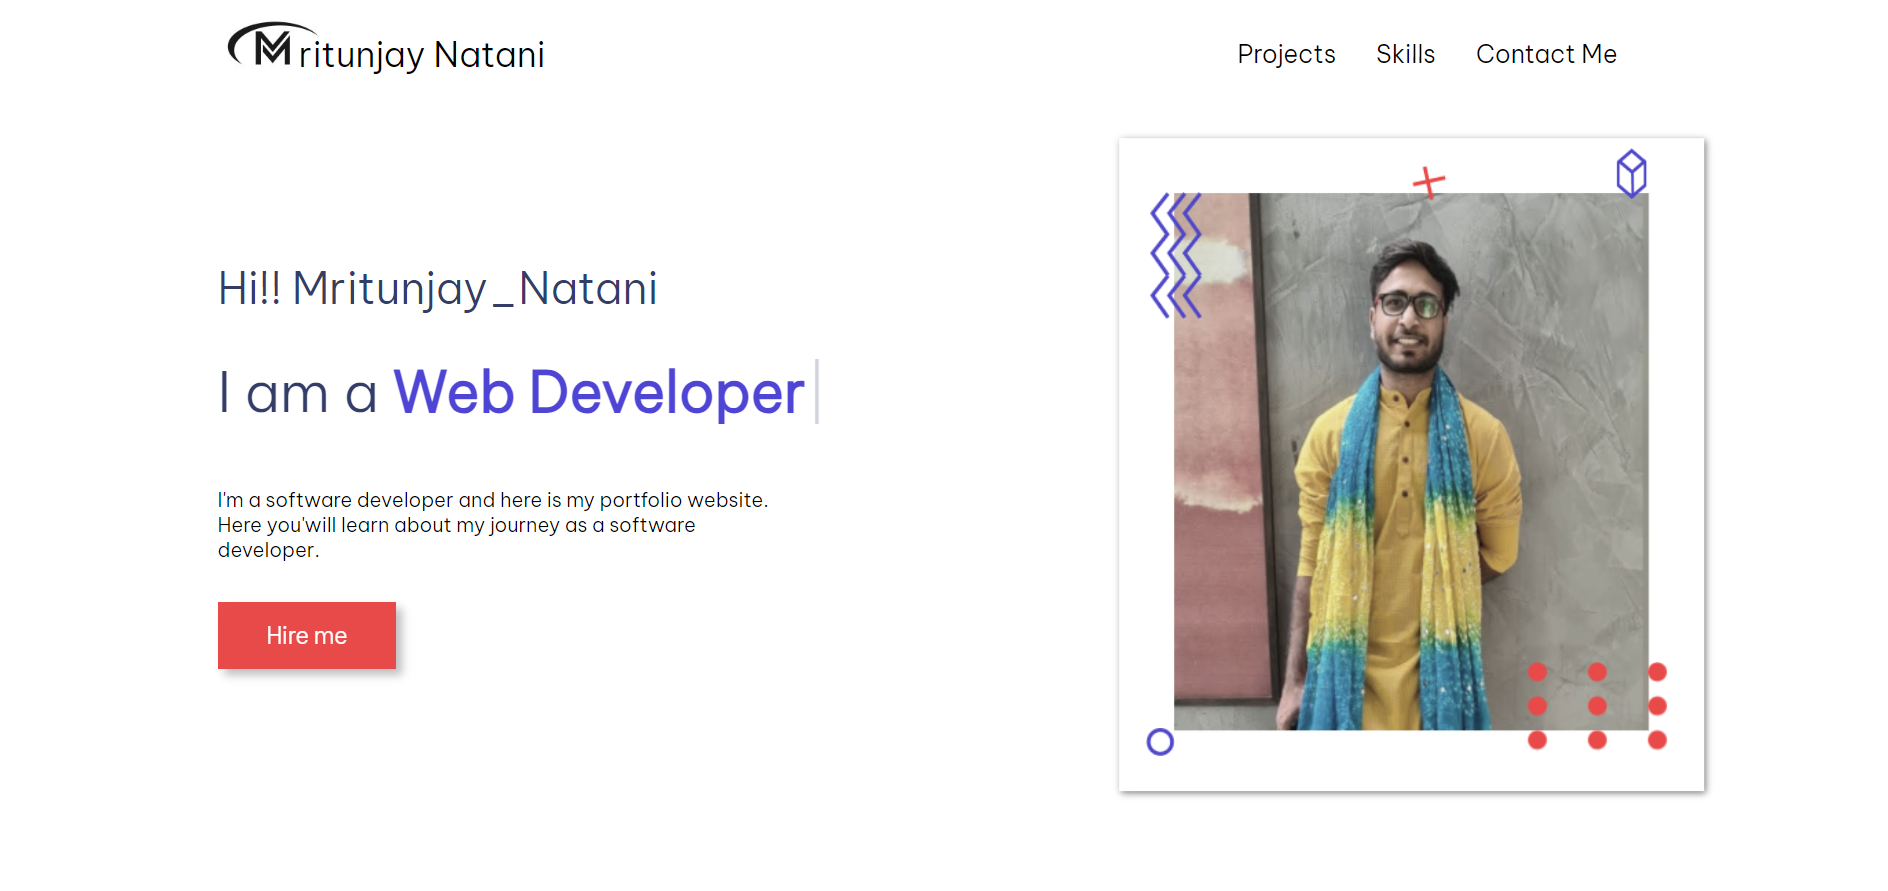 Mritunjay Natani
Projects Skills Contact Me
Hi!! Mritunjay_Natani
I am a Web Developer
I'm a software developer and here is my portfolio website.
Here you'will learn about my journey as a software
developer.
Hire me